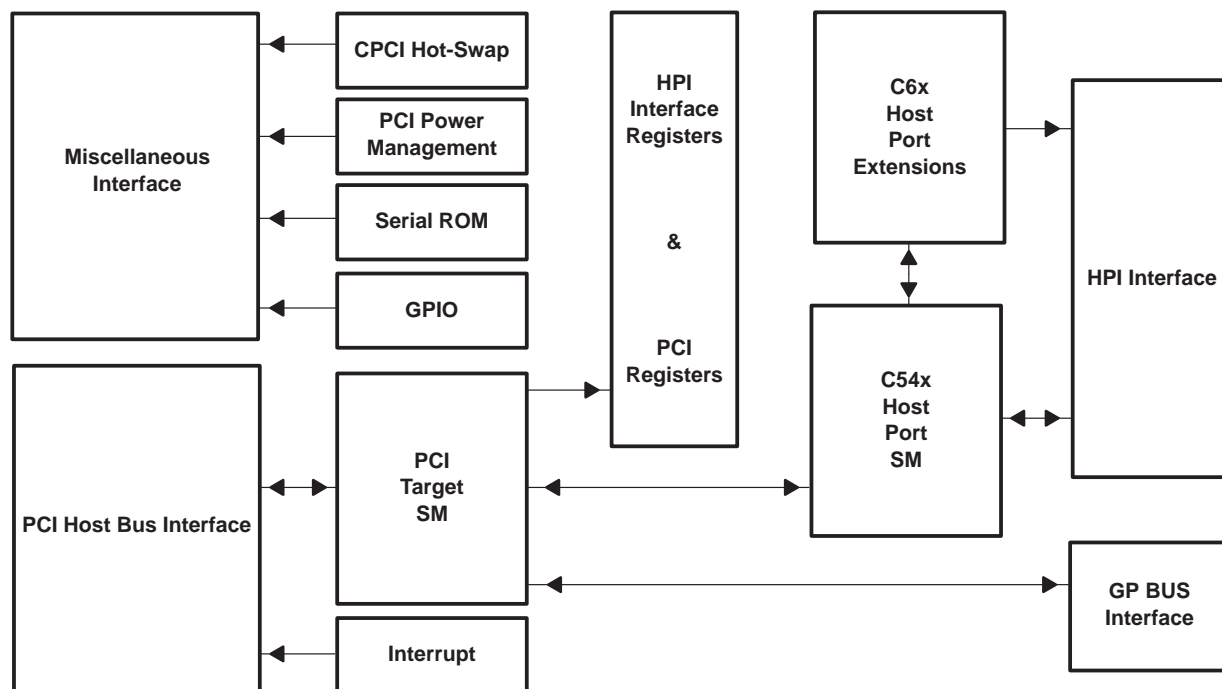 Miscellaneous
Interface
CPCI Hot-Swap
PCI Power
Management
Serial ROM
GPIO
HPI
Interface
Registers
&
PCI
Registers
C6x
Host
Port
Extensions
HPI Interface
C54x
Host
Port
SM
PCI Host Bus Interface
PCI
Target
SM
Interrupt
GP BUS
Interface